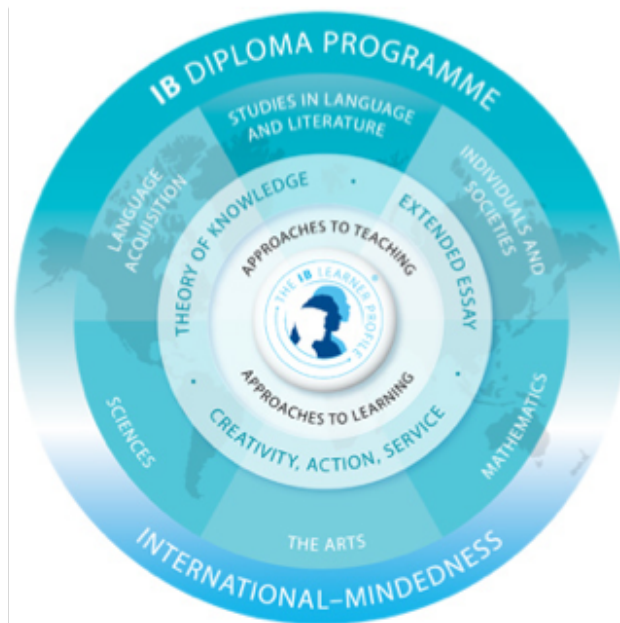 IB DIPLOMA PROGRAMME
STUDIES IN LANGUAGE
AND LITERATURE
LANGUAGE
ACQUISITION
INDIVIDUALS AND
SOCIETIES
THEORY OF KNOWLEDGE
EXTENDED ESSAY
APPROACHES TO TEACHING
THE IB LEARNER PROFILE
®
APPROACHES TO LEARNING
CREATIVITY, ACTION, SERVICE
SCIENCES
MATHEMATICS
THE ARTS
INTERNATIONAL–MINDEDNESS